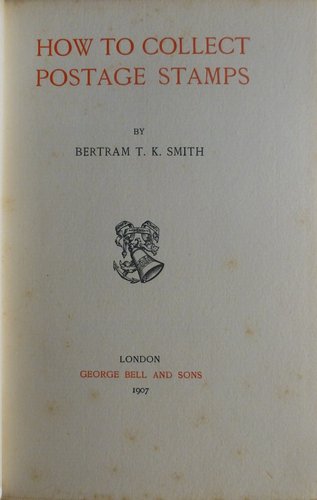 HOW TO COLLECT
POSTAGE STAMPS
BY
BERTRAM T. K. SMITH
LONDON
GEORGE BELL AND SONS
1907